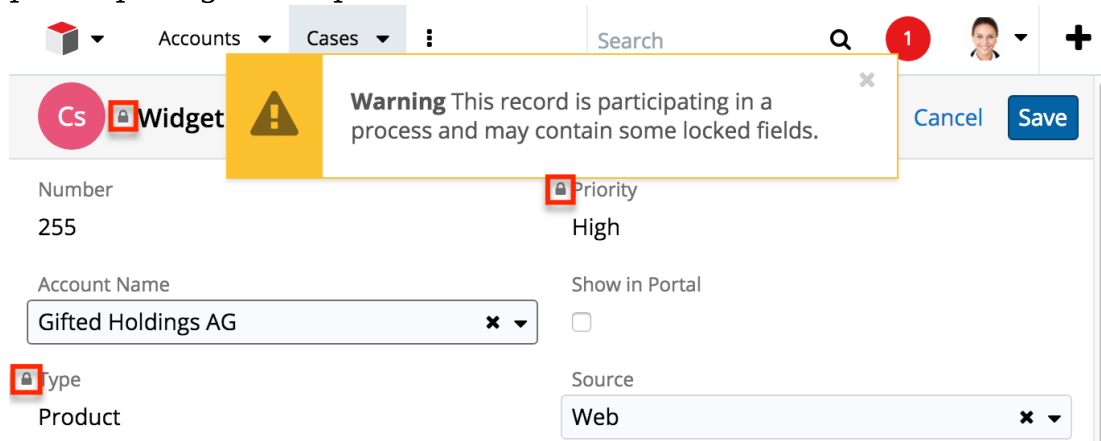 Accounts Cases Search 1
Cs Widget
Warning This record is participating in a
process and may contain some locked fields.
Cancel Save
Number Priority
255 High
Account Name Show in Portal
Gifted Holdings AG
Type Source
Product Web